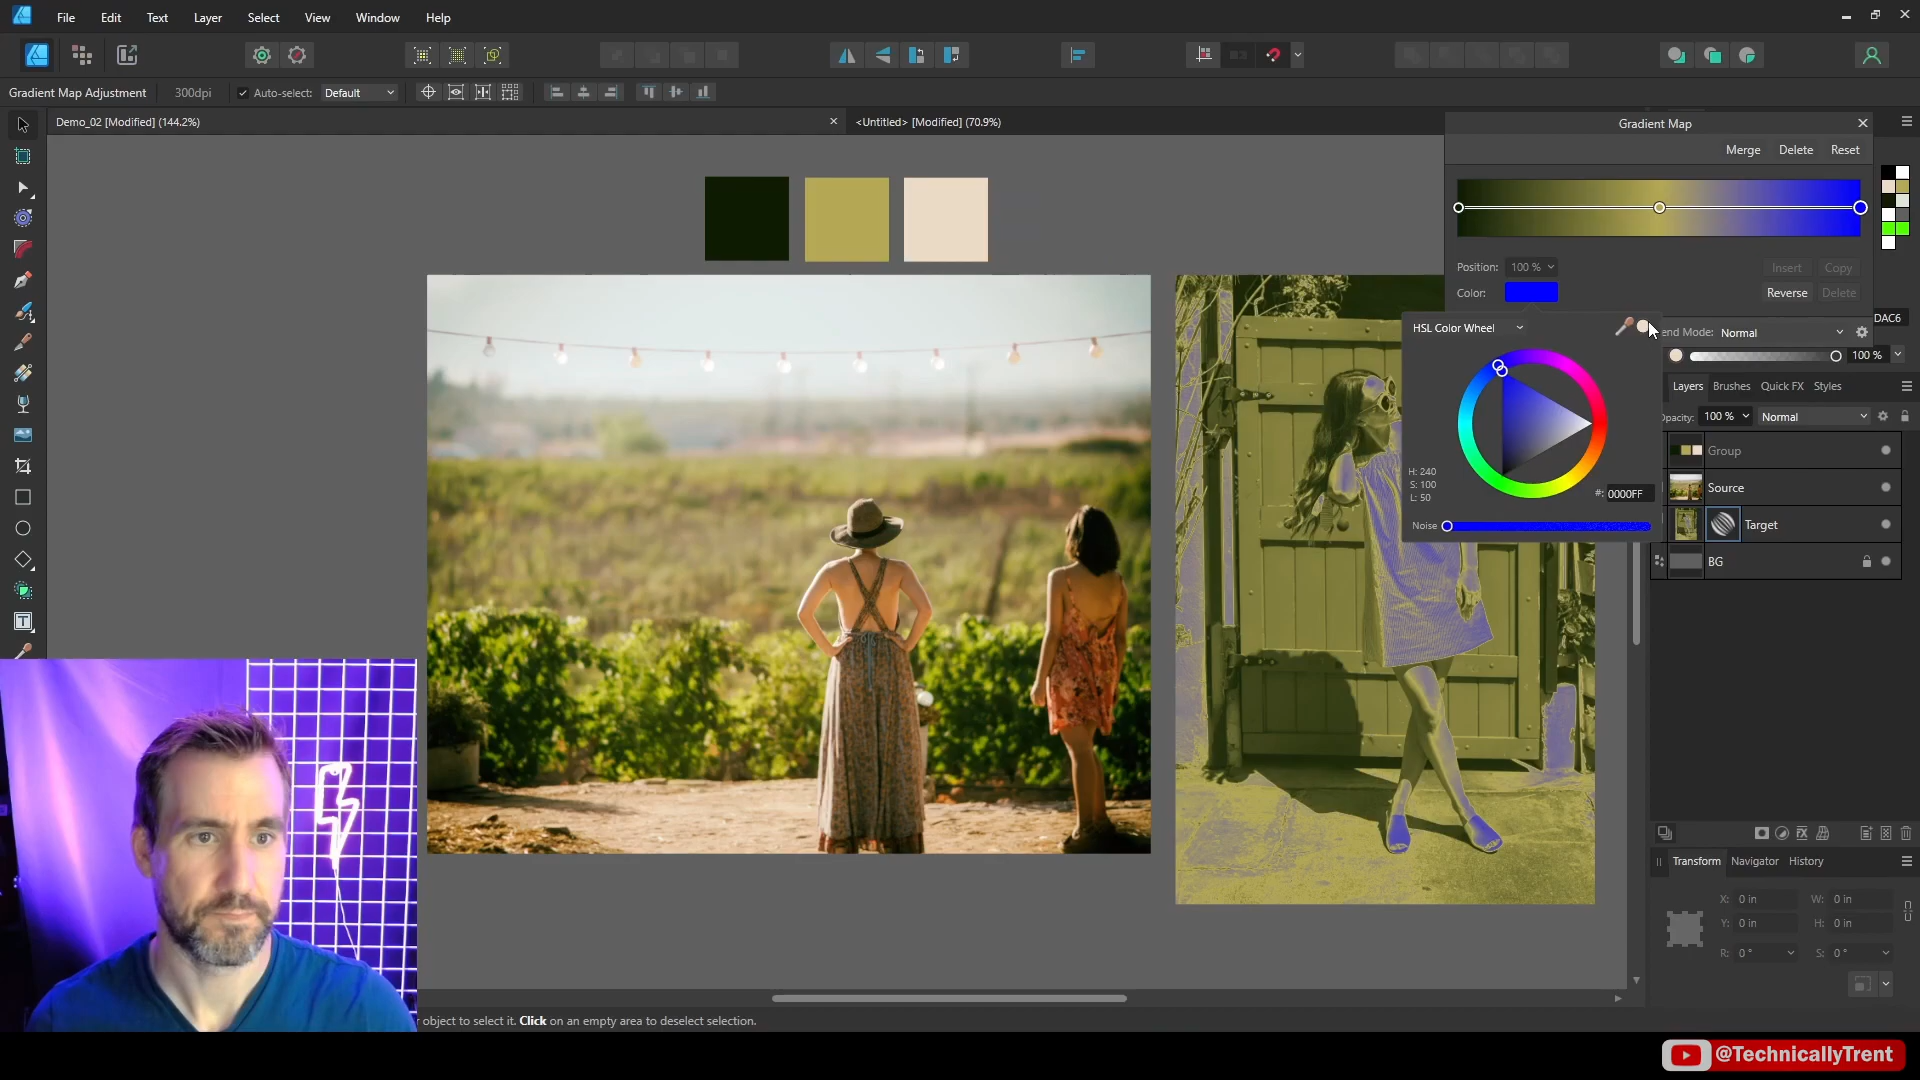 File Edit Text Layer Select View Window Help
Gradient Map Adjustment 300dpi Auto-select: Default
Demo_02 [Modified] (144.2%)
<Untitled> [Modified] (70.9%)
Gradient Map
Merge Delete Reset
Position: 100 % Insert Copy
Color: Reverse Delete
DAC6
HSL Color Wheel
end Mode: Normal
100 %
Layers Brushes Quick FX Styles
Opacity: 100 % Normal
Group
H: 240
S: 100
L: 50
#: 0000FF
Source
Noise
Target
BG
Transform Navigator History
X: 0 in W: 0 in
Y: 0 in H: 0 in
R: 0 ° S: 0 °
object to select it. Click on an empty area to deselect selection.
@TechnicallyTrent